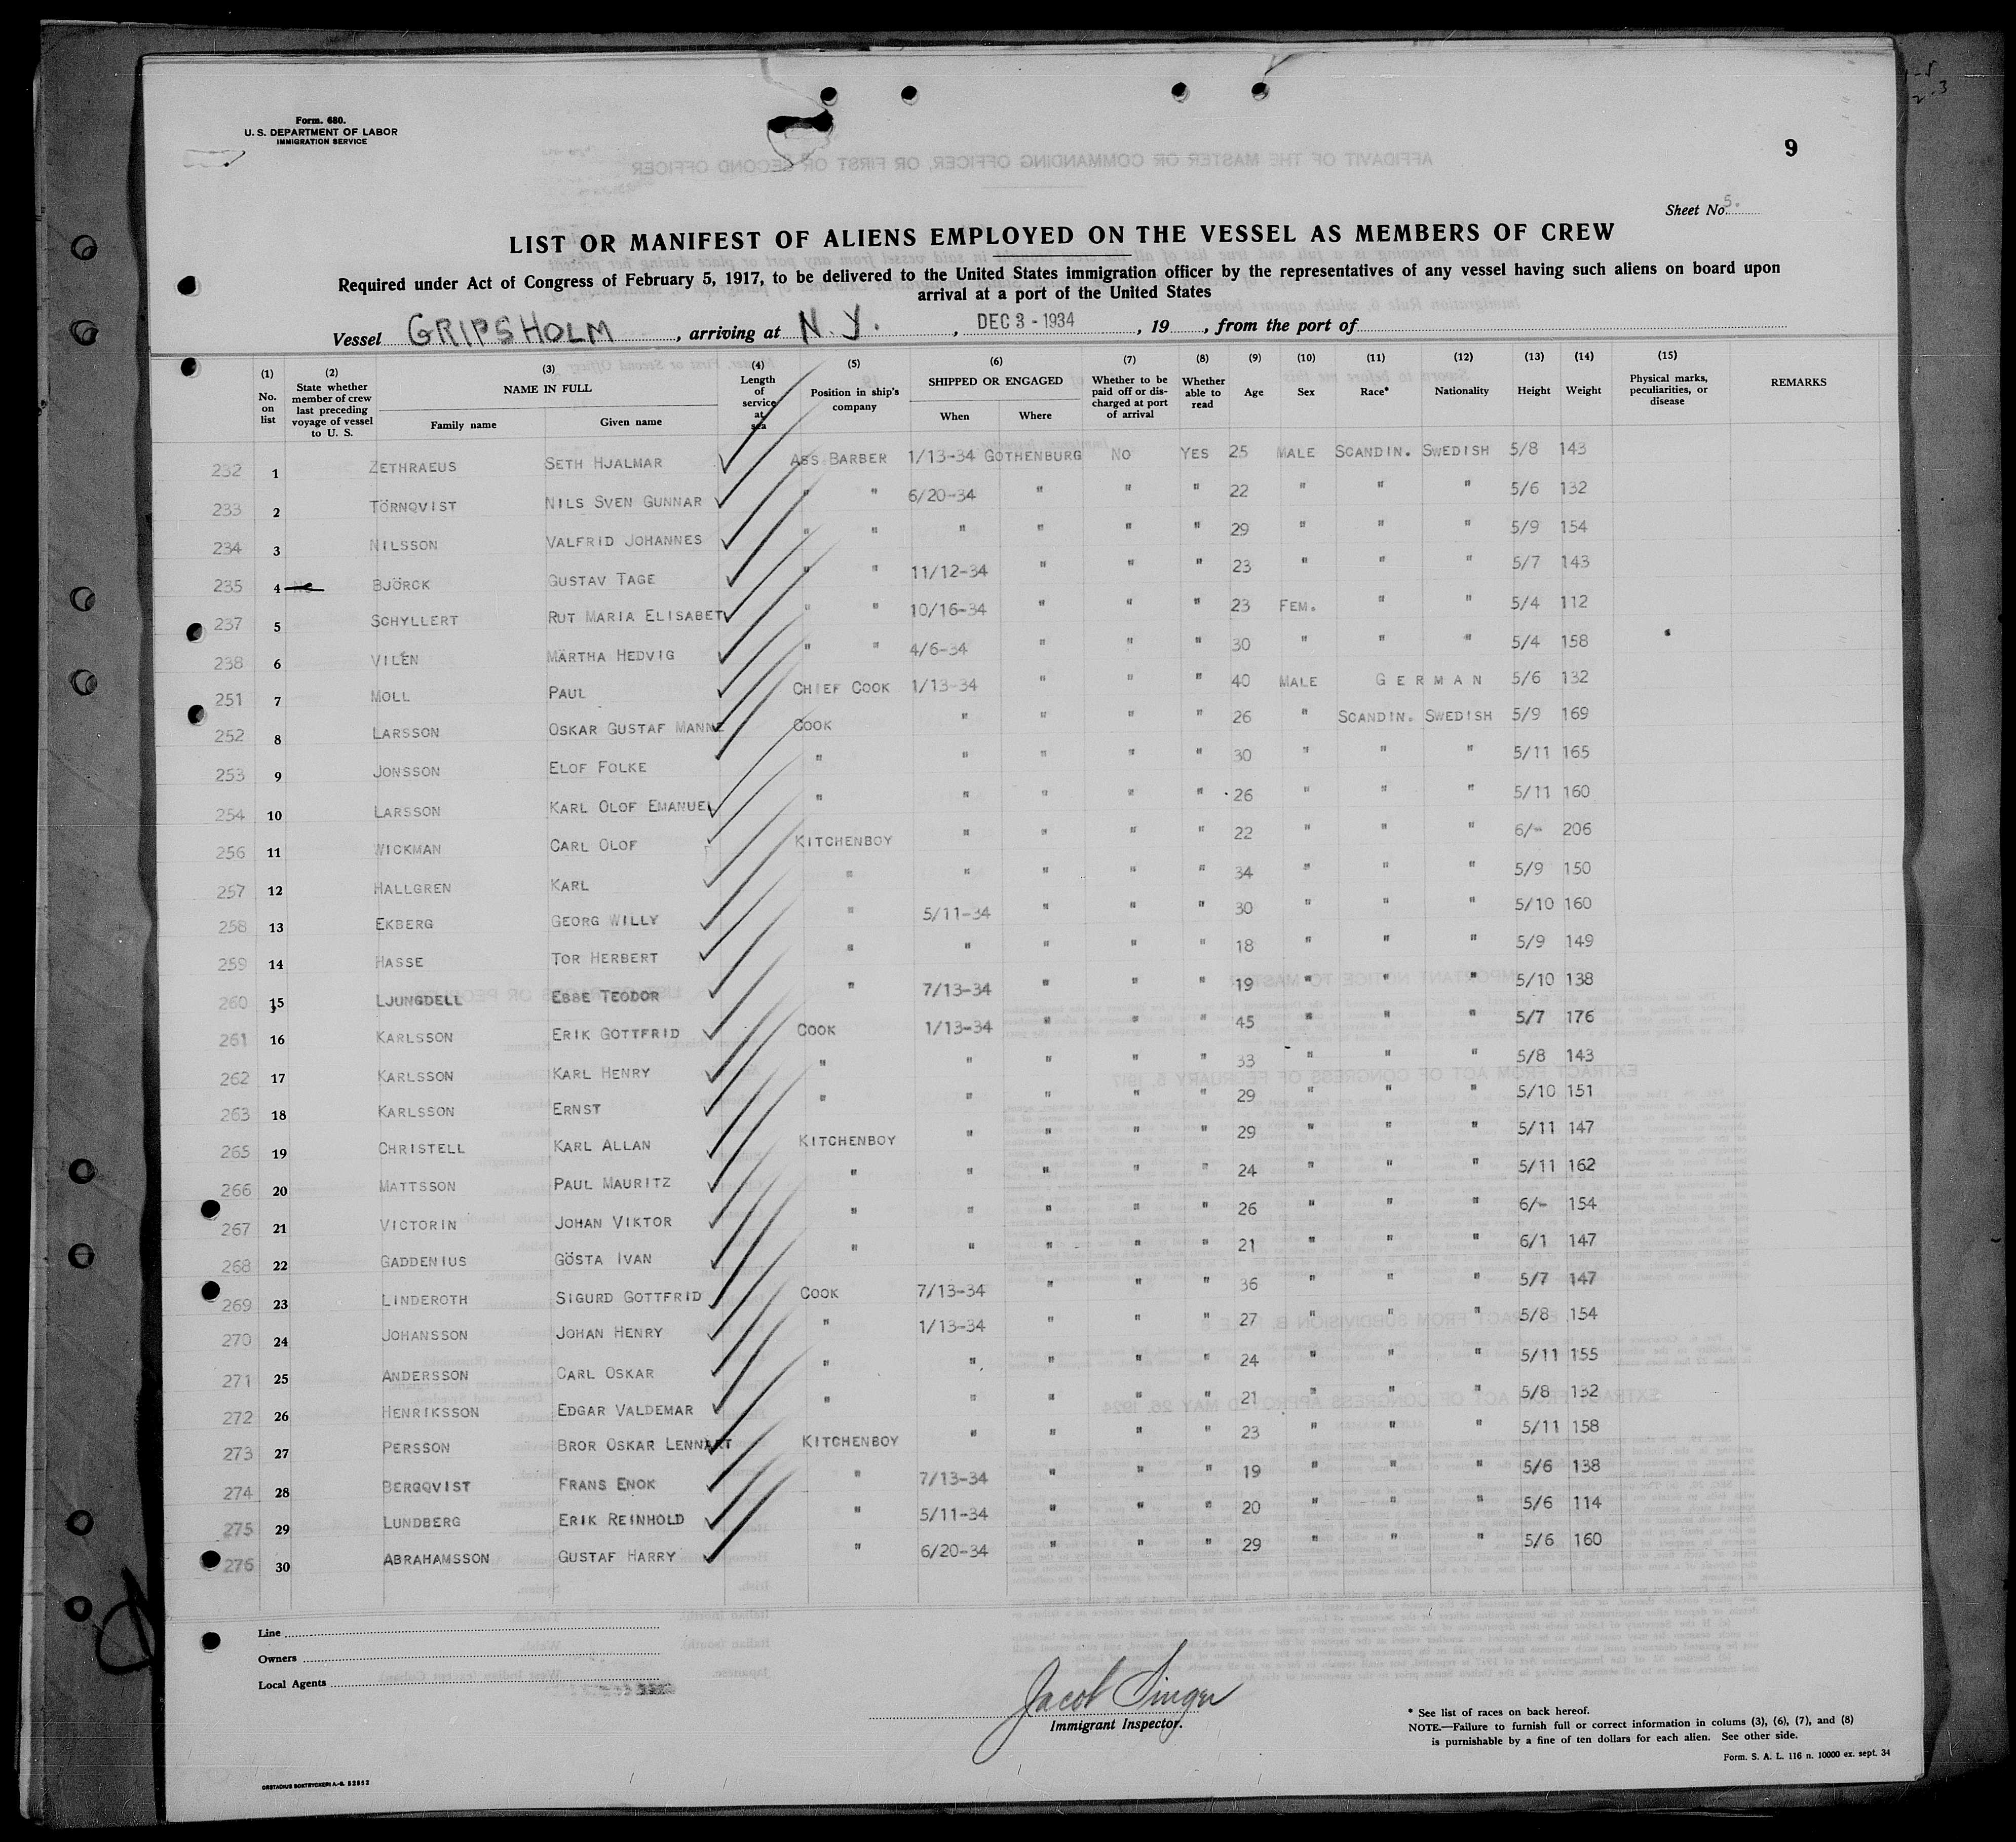 Form. 680.
U. S. DEPARTMENT OF LABOR
IMMIGRATION SERVICE
9
Sheet No. 5.
LIST OR MANIFEST OF ALIENS EMPLOYED ON THE VESSEL AS MEMBERS OF CREW
Required under Act of Congress of February 5, 1917, to be delivered to the United States immigration officer by the representatives of any vessel having such aliens on board upon
arrival at a port of the United States
Vessel GRIPSHOLM, arriving at N.Y., DEC 3 - 1934, 19, from the port of
(1) No. on list (2) State whether member of crew last preceding voyage of vessel to U. S. (3) NAME IN FULL Family name Given name (4) Length of service at sea (5) Position in ship's company (6) SHIPPED OR ENGAGED When Where (7) Whether to be paid off or discharged at port of arrival (8) Whether able to read (9) Age (10) Sex (11) Race* (12) Nationality (13) Height (14) Weight (15) Physical marks, peculiarities, or disease REMARKS
232 1 ZETHRAEUS SETH HJALMAR ASS BARBER 1/13-34 GOTHENBURG NO YES 25 MALE SCANDIN. SWEDISH 5/8 143
233 2 TÖRNQVIST NILS SVEN GUNNAR " " 6/20-34 " " " 22 " " " 5/6 132
234 3 NILSSON VALFRID JOHANNES " " " " " " 29 " " " 5/9 154
235 4 No BJÖRCK GUSTAV TAGE " " 11/12-34 " " " 23 " " " 5/7 143
237 5 SCHYLLERT RUT MARIA ELISABET " " 10/16-34 " " " 23 FEM. " " 5/4 112
238 6 VILÉN MÄRTHA HEDVIG " " 4/6-34 " " " 30 " " " 5/4 158
251 7 MOLL PAUL CHIEF COOK 1/13-34 " " " 40 MALE GERMAN 5/6 132
252 8 LARSSON OSKAR GUSTAF MANNE COOK " " " " 26 " SCANDIN. SWEDISH 5/9 169
253 9 JONSSON ELOF FOLKE " " " " " 30 " " " 5/11 165
254 10 LARSSON KARL OLOF EMANUEL " " " " " 26 " " " 5/11 160
256 11 WICKMAN CARL OLOF KITCHENBOY " " " " 22 " " " 6/- 206
257 12 HALLGREN KARL " " " " " 34 " " " 5/9 150
258 13 EKBERG GEORG WILLY " 5/11-34 " " " 30 " " " 5/10 160
259 14 HASSE TOR HERBERT " " " " " 18 " " " 5/9 149
260 15 LJUNGDELL EBBE TEODOR " 7/13-34 " " " 19 " " " 5/10 138
261 16 KARLSSON ERIK GOTTFRID COOK 1/13-34 " " " 45 " " " 5/7 176
262 17 KARLSSON KARL HENRY " " " " " 33 " " " 5/8 143
263 18 KARLSSON ERNST " " " " " 29 " " " 5/10 151
265 19 CHRISTELL KARL ALLAN KITCHENBOY " " " " 29 " " " 5/11 147
266 20 MATTSSON PAUL MAURITZ " " " " " 24 " " " 5/11 162
267 21 VICTORIN JOHAN VIKTOR " " " " " 26 " " " 6/- 154
268 22 GADDENIUS GÖSTA IVAN " " " " " 21 " " " 6/1 147
269 23 LINDEROTH SIGURD GOTTFRID COOK 7/13-34 " " " 36 " " " 5/7 147
270 24 JOHANSSON JOHAN HENRY " 1/13-34 " " " 27 " " " 5/8 154
271 25 ANDERSSON CARL OSKAR " " " " " 24 " " " 5/11 155
272 26 HENRIKSSON EDGAR VALDEMAR " " " " " 21 " " " 5/8 132
273 27 PERSSON BROR OSKAR LENNART KITCHENBOY " " " " 23 " " " 5/11 158
274 28 BERGQVIST FRANS ENOK " 7/13-34 " " " 19 " " " 5/6 138
275 29 LUNDBERG ERIK REINHOLD " 5/11-34 " " " 20 " " " 5/6 114
276 30 ABRAHAMSSON GUSTAF HARRY " 6/20-34 " " " 29 " " " 5/6 160
Line
Owners
Local Agents
Jacob Singer
Immigrant Inspector.
* See list of races on back hereof.
NOTE.—Failure to furnish full or correct information in colums (3), (6), (7), and (8)
is purnishable by a fine of ten dollars for each alien. See other side.
Form. S. A. L. 116 n. 10000 ex. sept. 34